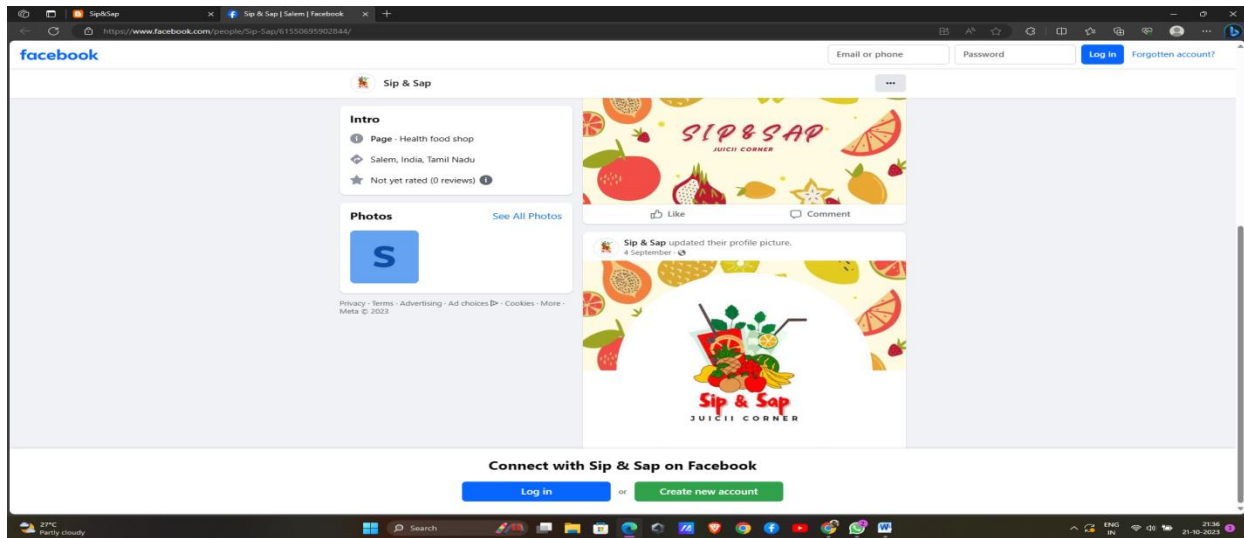 Sip&Sap
Sip & Sap | Salem | Facebook
https://www.facebook.com/people/Sip-Sap/61550695902844/
facebook
Email or phone
Password
Log in
Forgotten account?
Sip & Sap
Intro
Page · Health food shop
Salem, India, Tamil Nadu
Not yet rated (0 reviews)
Photos
See All Photos
S
Privacy · Terms · Advertising · Ad choices · Cookies · More ·
Meta © 2023
SIP & SAP
JUICII CORNER
Like
Comment
Sip & Sap updated their profile picture.
4 September ·
Sip & Sap
JUICII CORNER
Connect with Sip & Sap on Facebook
Log in
or
Create new account
27°C
Partly cloudy
Search
ENG
IN
21:36
21-10-2023